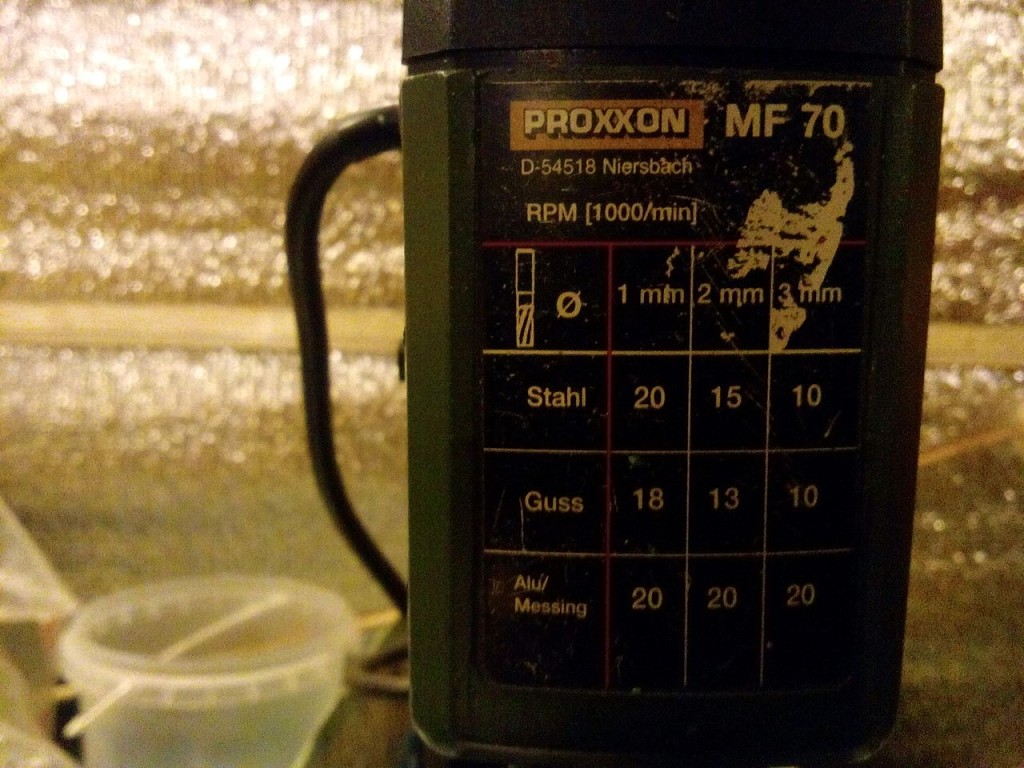 PROXXON MF 70
D-54518 Niersbach
RPM [1000/min]
Ø 1 mm 2 mm 3 mm
Stahl 20 15 10
Guss 18 13 10
Alu/
Messing 20 20 20